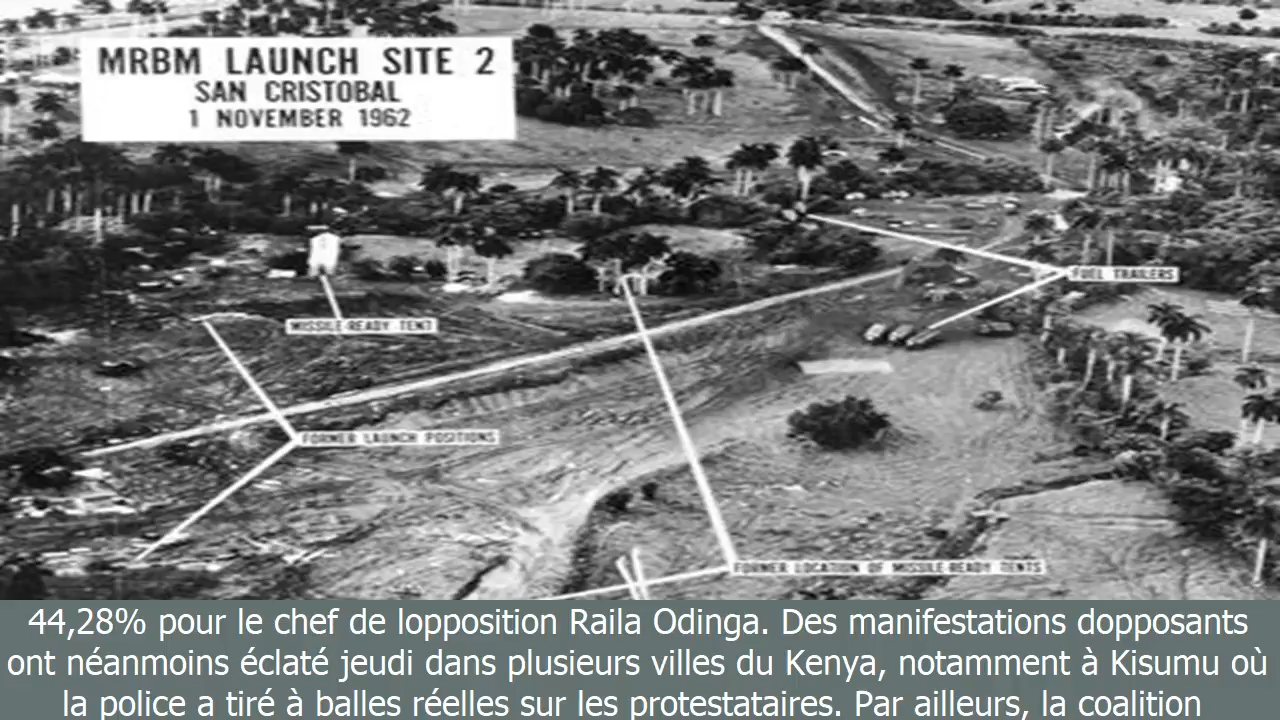 MRBM LAUNCH SITE 2
SAN CRISTOBAL
1 NOVEMBER 1962
FUEL TRAILERS
MISSILE-READY TENT
FORMER LAUNCH POSITIONS
FORMER LOCATION OF MISSILE-READY TENTS
44,28% pour le chef de lopposition Raila Odinga. Des manifestations dopposants
ont néanmoins éclaté jeudi dans plusieurs villes du Kenya, notamment à Kisumu où
la police a tiré à balles réelles sur les protestataires. Par ailleurs, la coalition